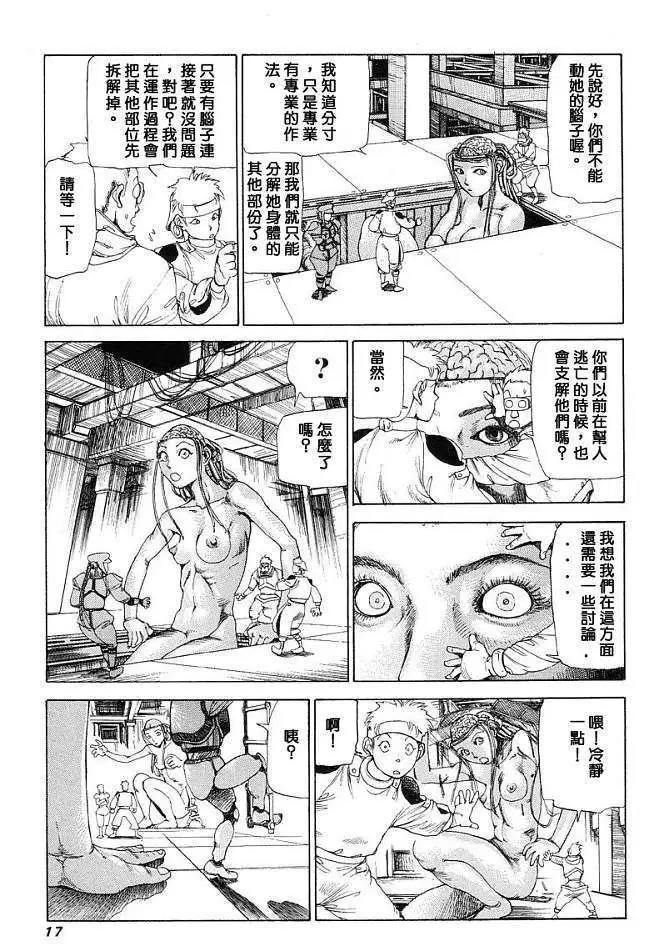 先說好，你們不能
動她的腦子喔。
我知道分寸
，只是專業
有專業的作
法。
那我們就只能
分解她身體的
其他部份了。
只要有腦子連
接著就沒問題
，對吧？我們
在運作過程會
把其他部位先
拆解掉。
請等一下！
你們以前在幫人
逃亡的時候，也
會支解他們嗎？
當然。
我想我們在這方面
還需要一些討論．
．．．．
？
怎麼了
嗎？
喂！冷靜
一點！
啊！
咦？
17